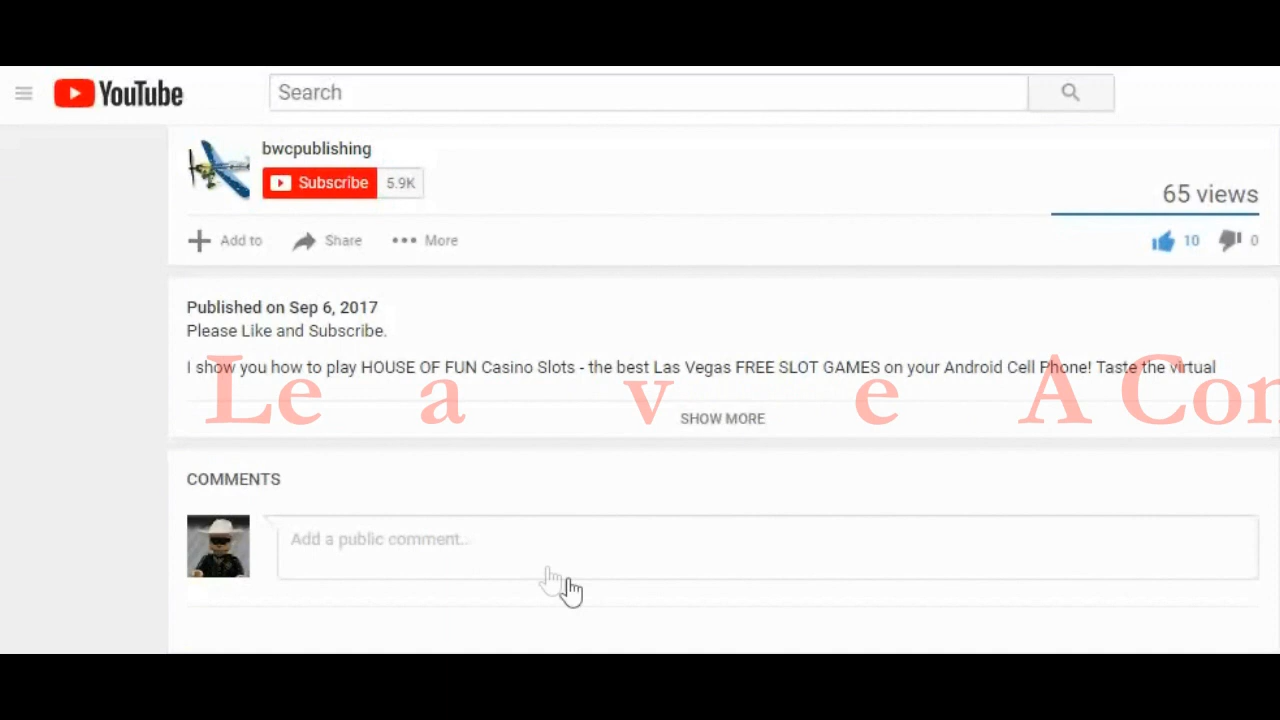 YouTube
Search
bwcpublishing
Subscribe 5.9K
65 views
Add to Share More
10 0
Published on Sep 6, 2017
Please Like and Subscribe.
I show you how to play HOUSE OF FUN Casino Slots - the best Las Vegas FREE SLOT GAMES on your Android Cell Phone! Taste the virtual
Le a v e A Con
SHOW MORE
COMMENTS
Add a public comment...